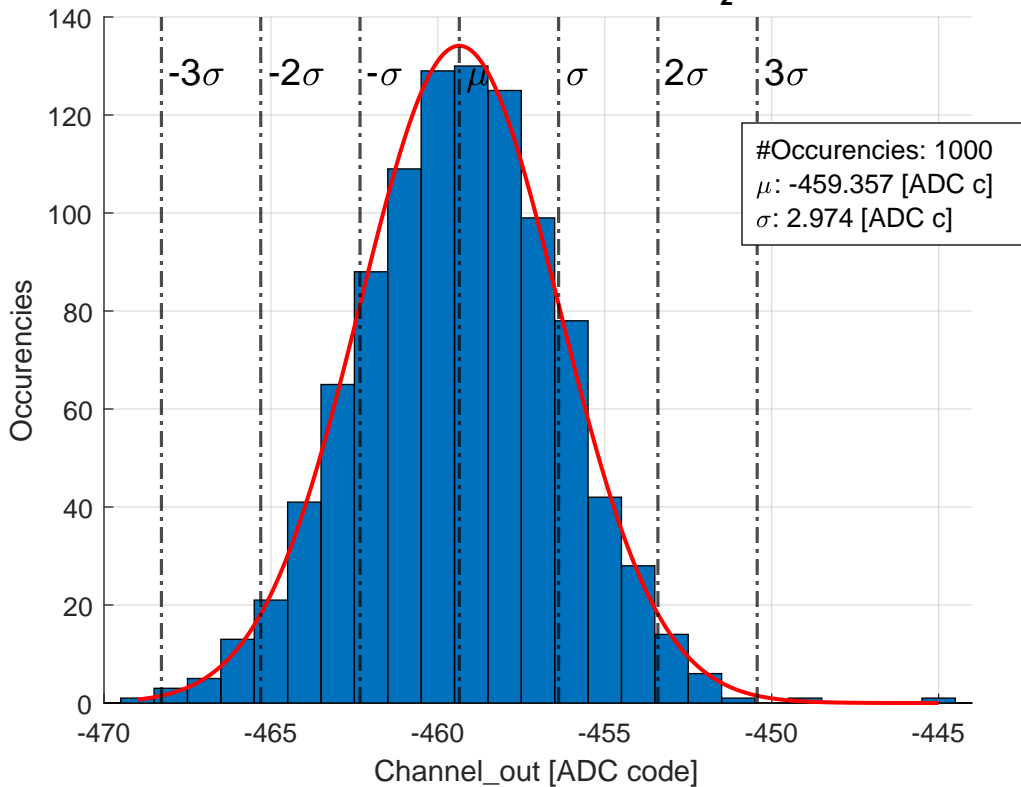 2
140
120
100
80
60
40
20
0
-3σ -2σ -σ μ σ 2σ 3σ
#Occurencies: 1000
μ: -459.357 [ADC c]
σ: 2.974 [ADC c]
Occurencies
-470 -465 -460 -455 -450 -445
Channel_out [ADC code]